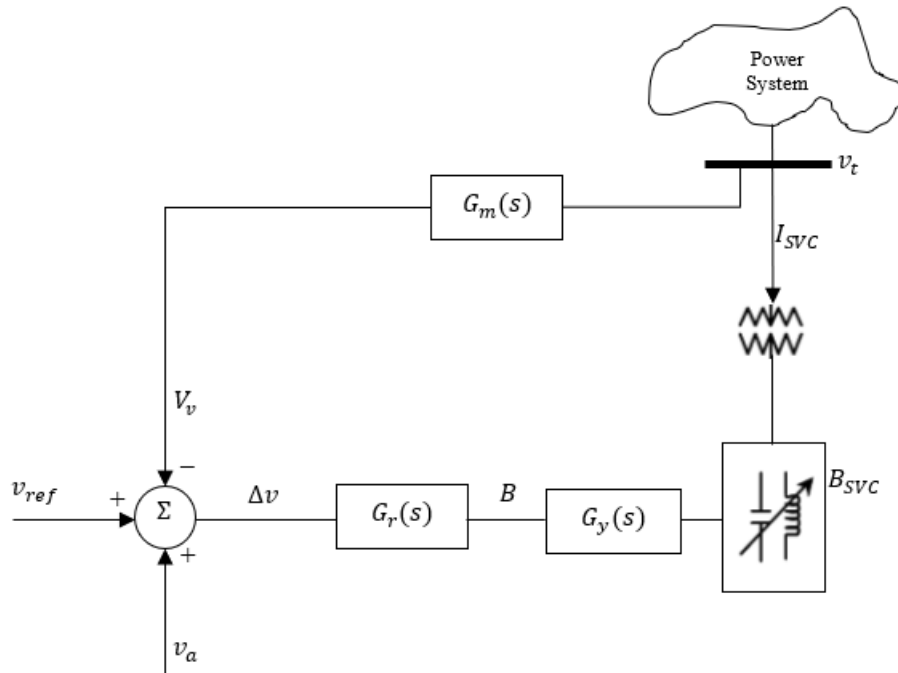 Power
System
v_t
G_m(s)
I_SVC
V_v
−
v_ref
+
Σ
Δv
G_r(s)
B
G_y(s)
B_SVC
+
v_a